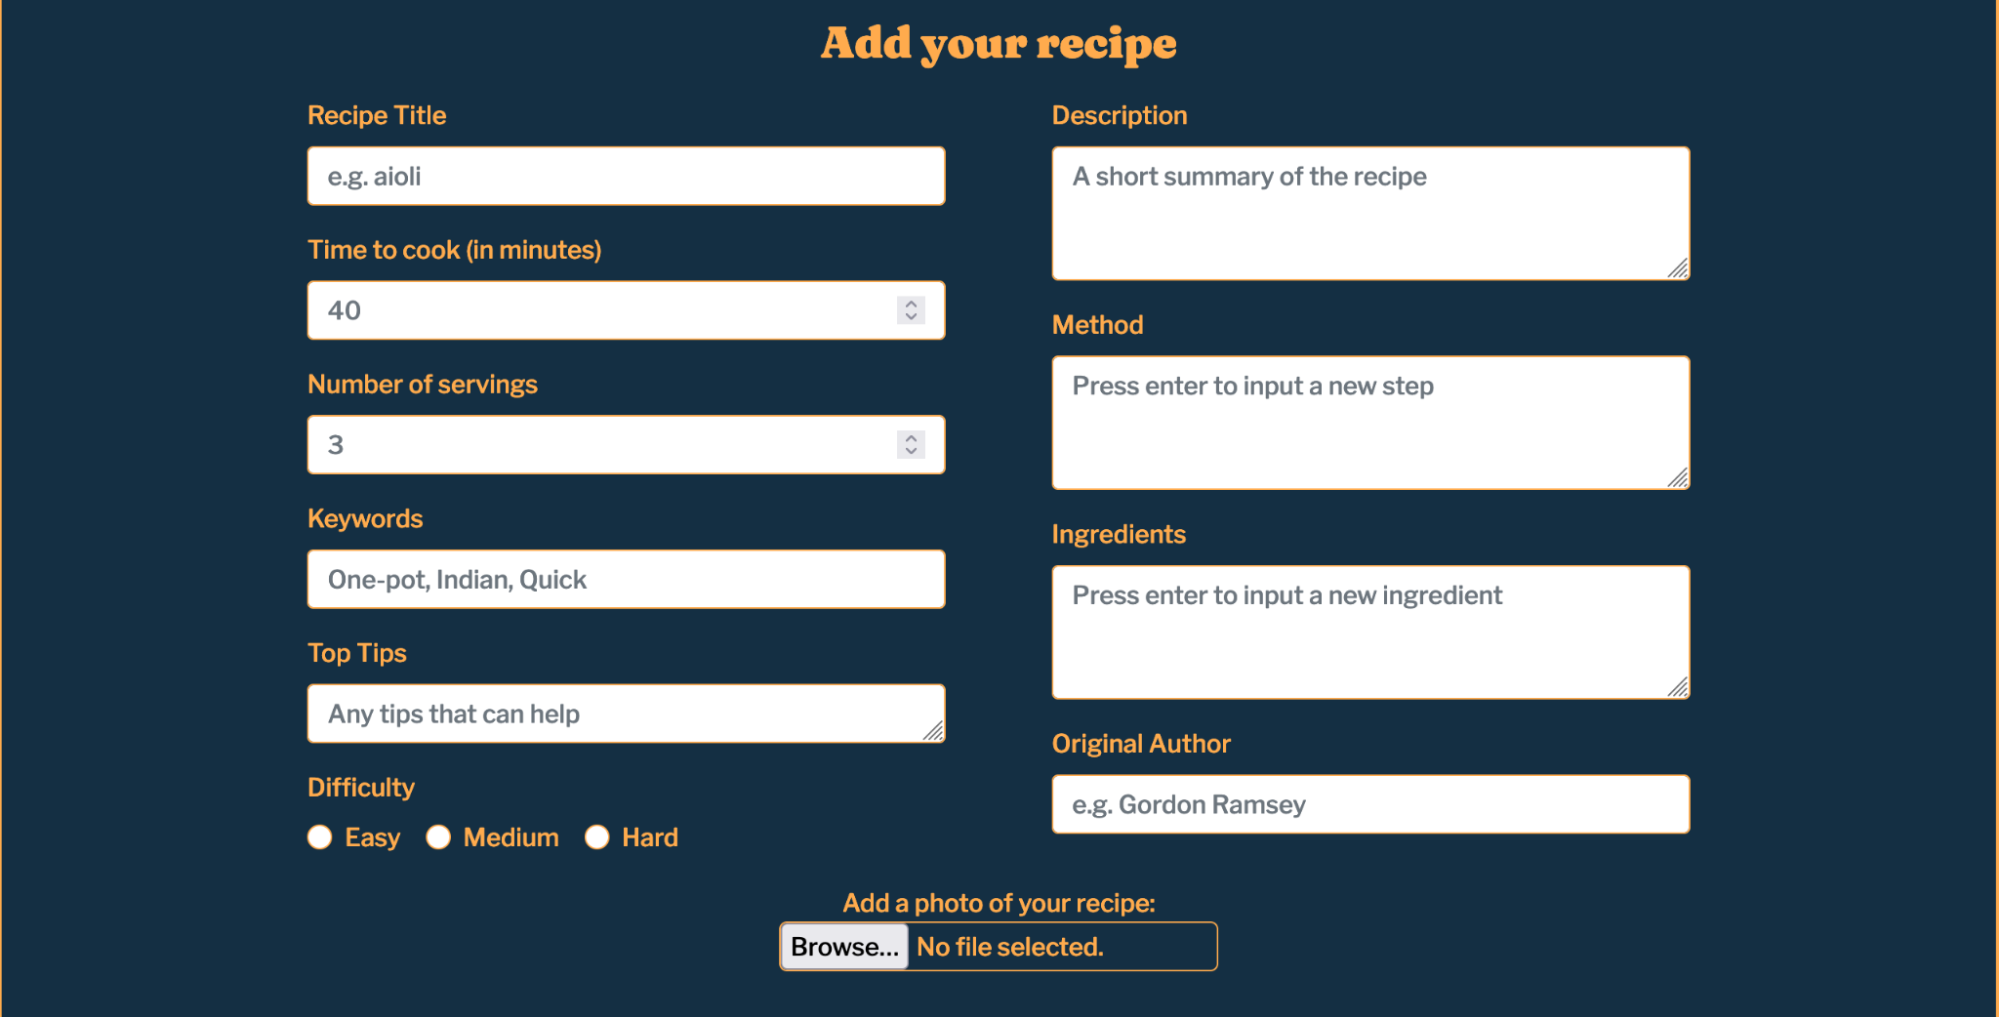 Add your recipe
Recipe Title
e.g. aioli
Time to cook (in minutes)
40
Number of servings
3
Keywords
One-pot, Indian, Quick
Top Tips
Any tips that can help
Difficulty
Easy Medium Hard
Description
A short summary of the recipe
Method
Press enter to input a new step
Ingredients
Press enter to input a new ingredient
Original Author
e.g. Gordon Ramsey
Add a photo of your recipe:
Browse... No file selected.